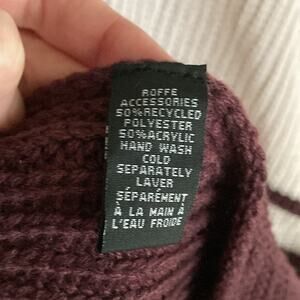 ROFFE
ACCESSORIES
50%RECYCLED
POLYESTER
50%ACRYLIC
HAND WASH
COLD
SEPARATELY
LAVER
SÉPARÉMENT
À LA MAIN À
L'EAU FROIDE